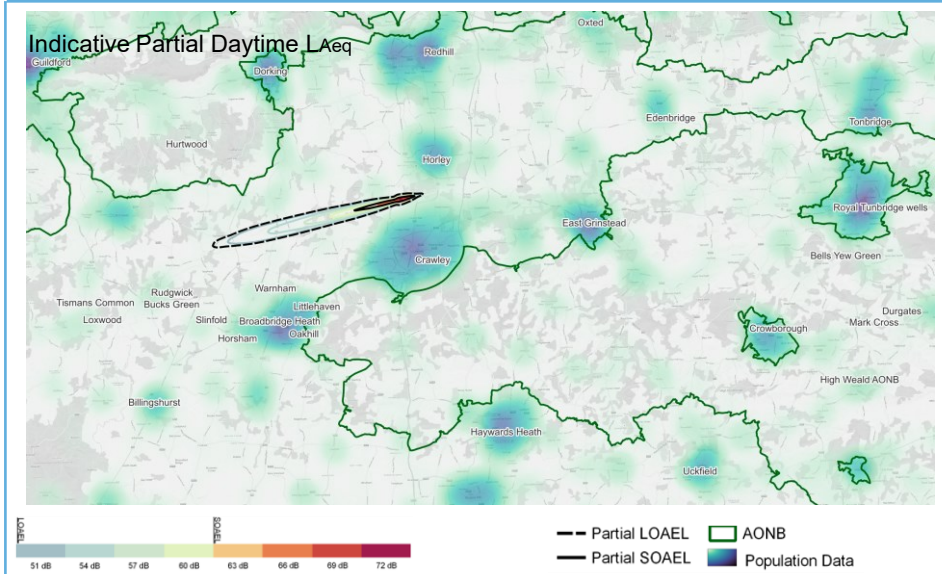 Indicative Partial Daytime LAeq
Oxted
Guildford
Redhill
Dorking
Edenbridge
Tonbridge
Hurtwood
Horley
Royal Tunbridge wells
East Grinstead
Crawley
Bells Yew Green
Warnham
Rudgwick
Tismans Common
Bucks Green
Littlehaven
Loxwood
Slinfold
Broadbridge Heath
Durgates
Mark Cross
Horsham
Oakhill
Crowborough
High Weald AONB
Billingshurst
Haywards Heath
Uckfield
LOAEL
SOAEL
51 dB 54 dB 57 dB 60 dB 63 dB 66 dB 69 dB 72 dB
Partial LOAEL
AONB
Partial SOAEL
Population Data